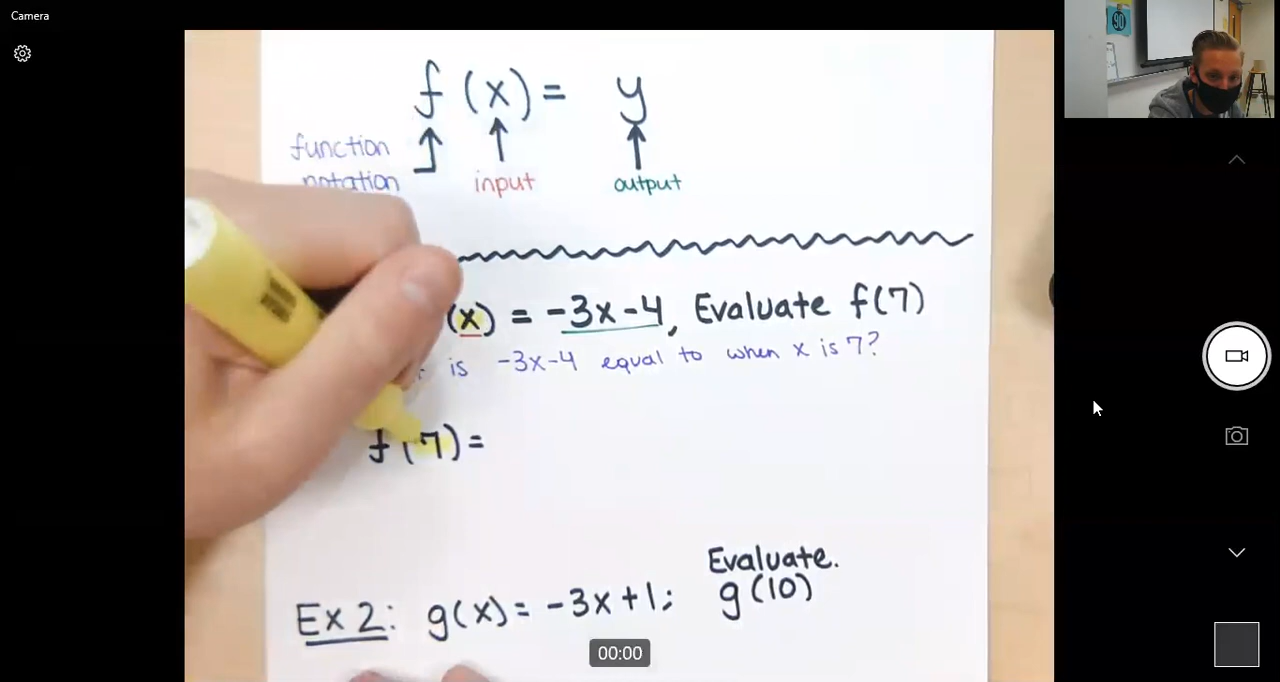 Camera
90
f(x) = y
function
notation
input
output
(x) = -3x-4, Evaluate f(7)
is -3x-4 equal to when x is 7?
f(7)=
Evaluate.
Ex 2: g(x) = -3x+1; g(10)
00:00